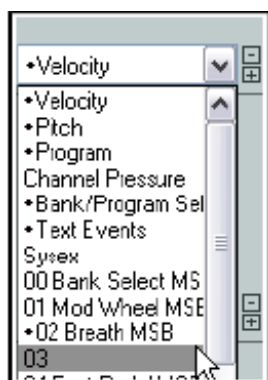 •Velocity
•Velocity
•Pitch
•Program
Channel Pressure
•Bank/Program Sel
•Text Events
Sysex
00 Bank Select MS
01 Mod Wheel MSB
•02 Breath MSB
03